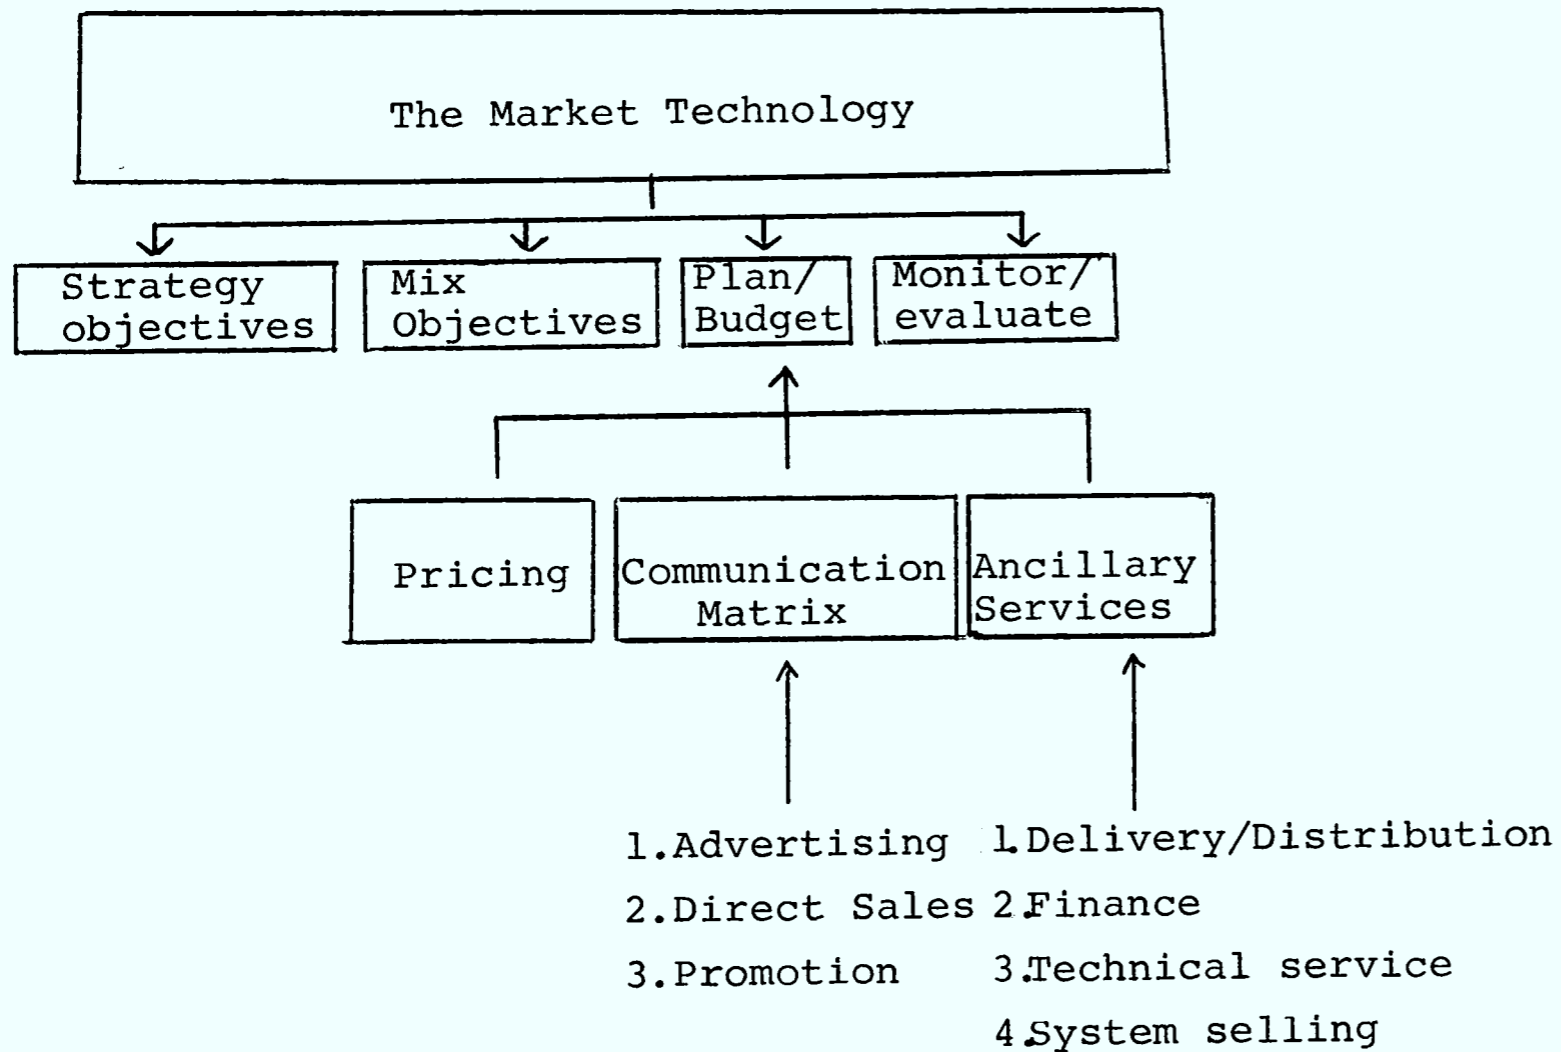 The Market Technology
Strategy
objectives
Mix
Objectives
Plan/
Budget
Monitor/
evaluate
Pricing
Communication
Matrix
Ancillary
Services
1.Advertising
2.Direct Sales
3.Promotion
1.Delivery/Distribution
2.Finance
3.Technical service
4.System selling